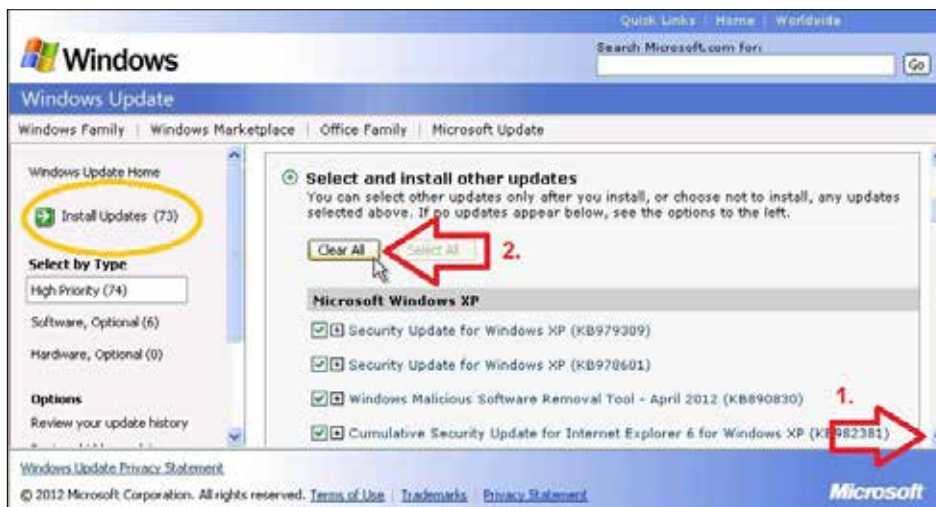 Quick Links | Home | Worldwide
Search Microsoft.com for:
Go
Windows
Windows Update
Windows Family | Windows Marketplace | Office Family | Microsoft Update
Windows Update Home
Install Updates (73)
Select by Type
High Priority (74)
Software, Optional (6)
Hardware, Optional (0)
Options
Review your update history
Select and install other updates
You can select other updates only after you install, or choose not to install, any updates
selected above. If no updates appear below, see the options to the left.
Clear All
Select All
2.
Microsoft Windows XP
Security Update for Windows XP (KB979309)
Security Update for Windows XP (KB978601)
Windows Malicious Software Removal Tool - April 2012 (KB890830)
1.
Cumulative Security Update for Internet Explorer 6 for Windows XP (KB982381)
Windows Update Privacy Statement
© 2012 Microsoft Corporation. All rights reserved. Terms of Use | Trademarks | Privacy Statement
Microsoft